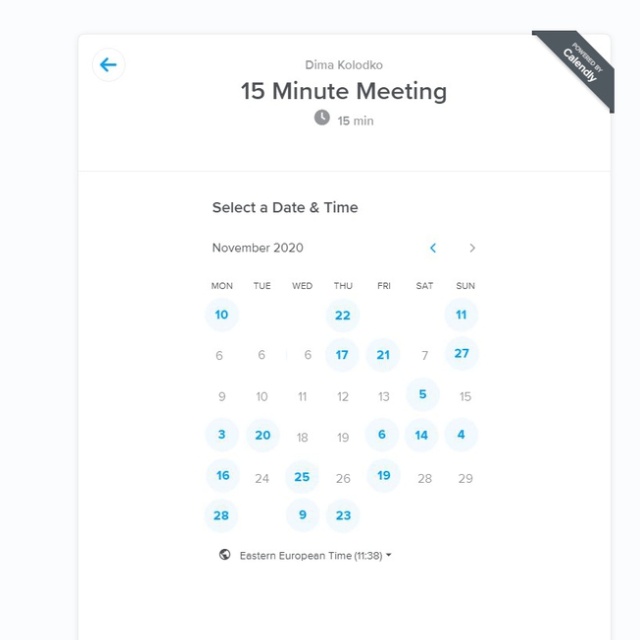 Dima Kolodko
15 Minute Meeting
15 min
POWERED BY
Calendly
Select a Date & Time
November 2020
MON TUE WED THU FRI SAT SUN
10 22 11
6 6 6 17 21 7 27
9 10 11 12 13 5 15
3 20 18 19 6 14 4
16 24 25 26 19 28 29
28 9 23
Eastern European Time (11:38)